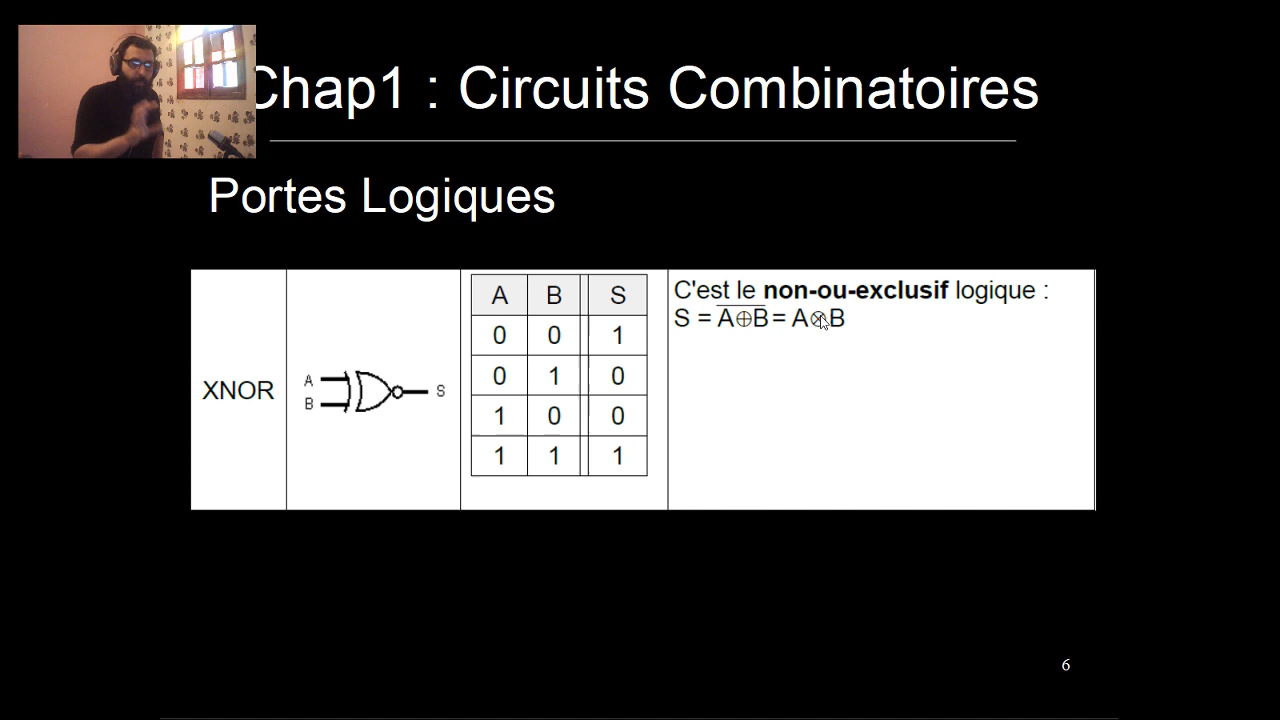 Chap1 : Circuits Combinatoires
Portes Logiques
XNOR
A
B
S
A B S
0 0 1
0 1 0
1 0 0
1 1 1
C'est le non-ou-exclusif logique :
S = A̅⊕̅B̅ = A⊗B
6